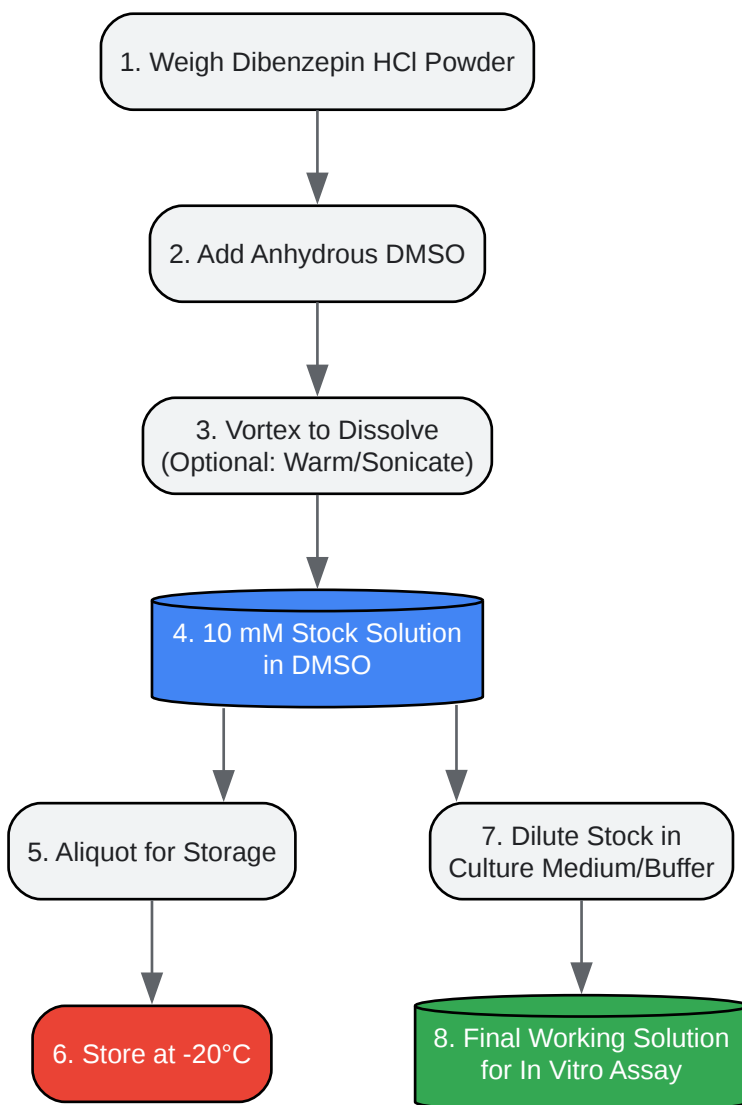 1. Weigh Dibenzepin HCl Powder
2. Add Anhydrous DMSO
3. Vortex to Dissolve
(Optional: Warm/Sonicate)
4. 10 mM Stock Solution
in DMSO
5. Aliquot for Storage
7. Dilute Stock in
Culture Medium/Buffer
6. Store at -20°C
8. Final Working Solution
for In Vitro Assay